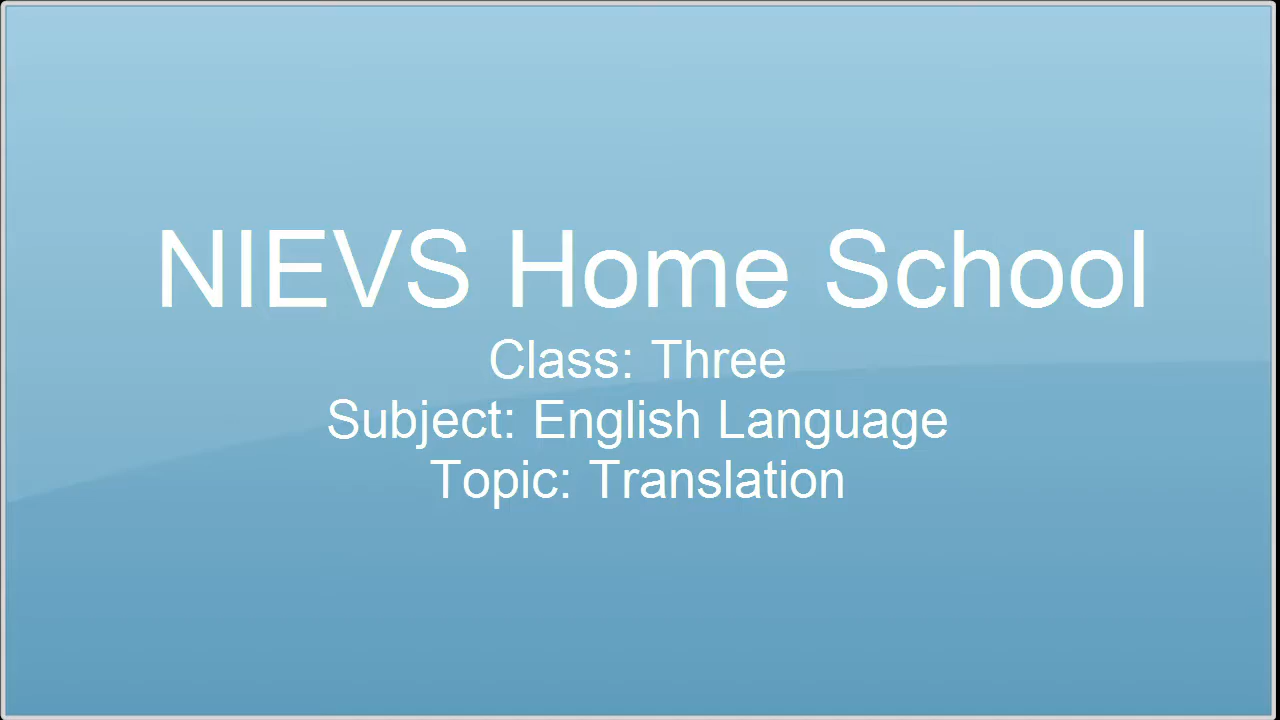 NIEVS Home School
Class: Three
Subject: English Language
Topic: Translation